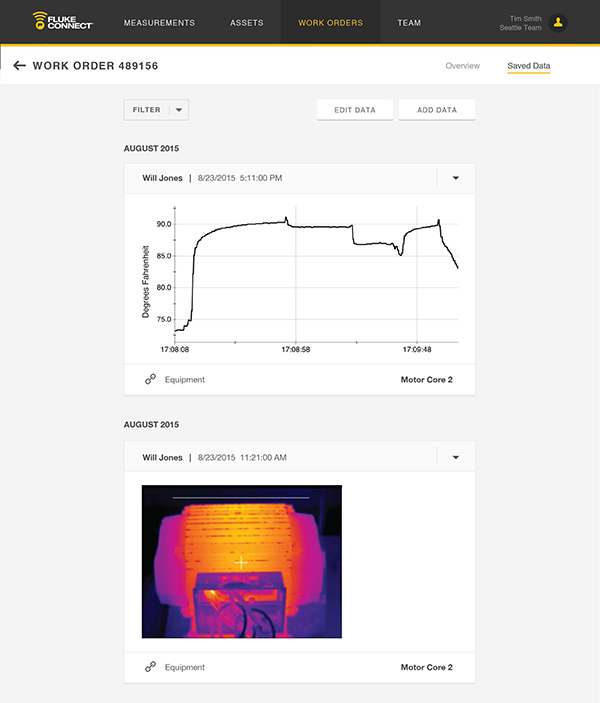 FLUKE CONNECT™
MEASUREMENTS
ASSETS
WORK ORDERS
TEAM
Tim Smith
Seattle Team
WORK ORDER 489156
Overview
Saved Data
FILTER
EDIT DATA
ADD DATA
AUGUST 2015
Will Jones | 8/23/2015 5:11:00 PM
Degrees Fahrenheit
90.0
85.0
80.0
75.0
17:08:08
17:08:58
17:09:48
Equipment
Motor Core 2
AUGUST 2015
Will Jones | 8/23/2015 11:21:00 AM
Equipment
Motor Core 2